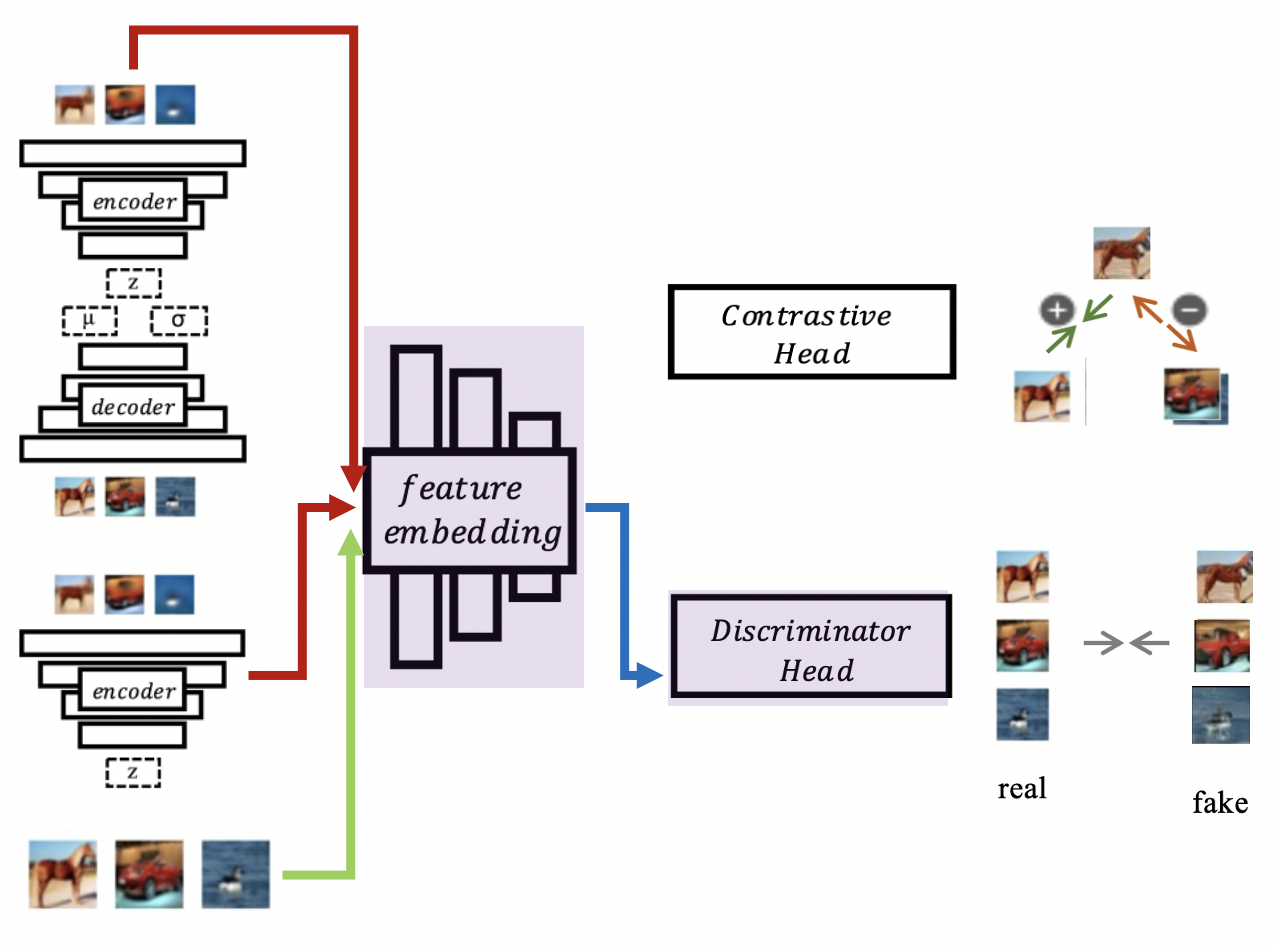 encoder
z
μ
σ
decoder
encoder
z
feature
embedding
Contrastive
Head
+
−
Discriminator
Head
real
fake